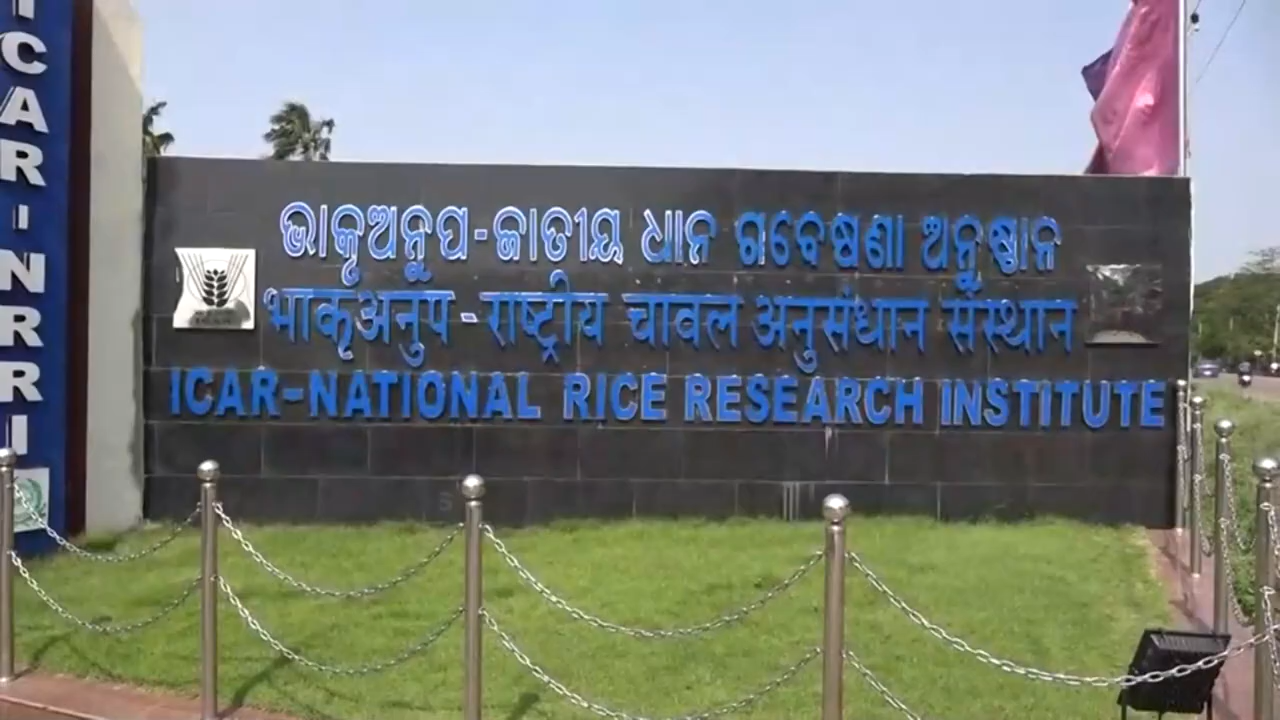 ICAR-NRRI
ଭାକୃଅନୁପ-ଜାତୀୟ ଧାନ ଗବେଷଣା ଅନୁଷ୍ଠାନ
भाकृअनुप-राष्ट्रीय चावल अनुसंधान संस्थान
ICAR-NATIONAL RICE RESEARCH INSTITUTE